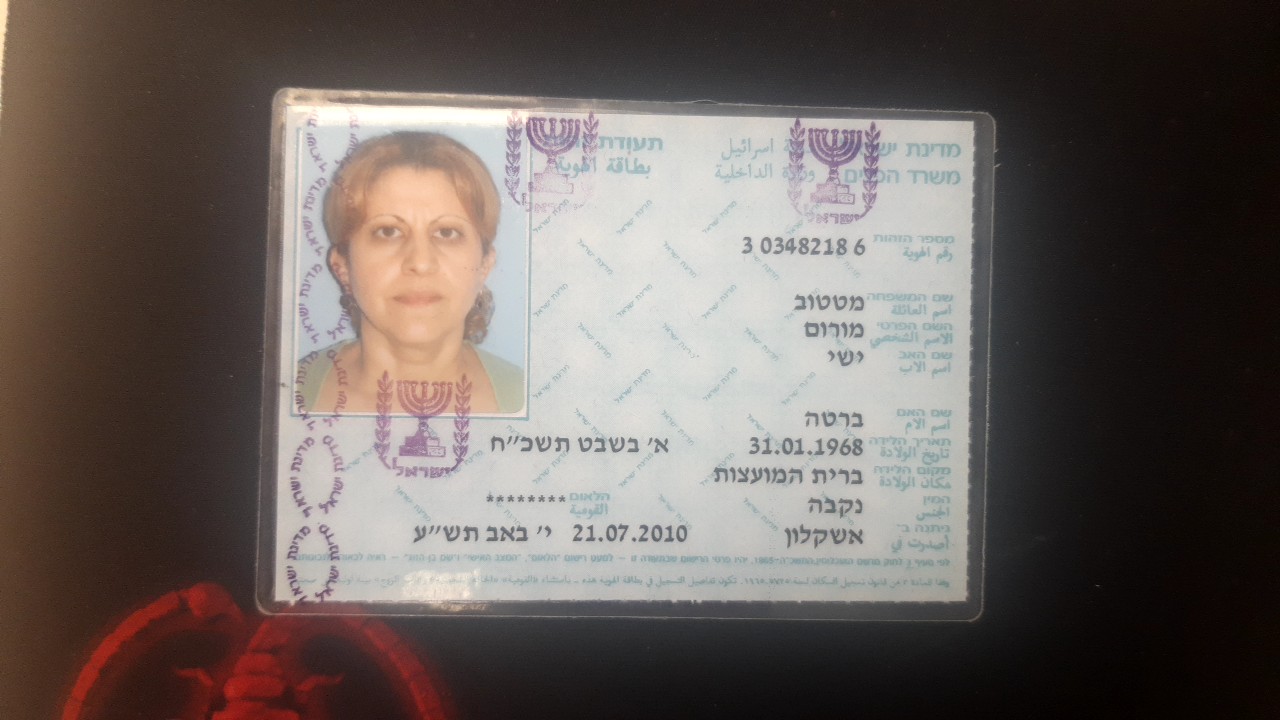 מדינת ישראל
دولة اسرائيل
משרד הפנים
وزارة الداخلية
תעודת זהות
بطاقة الهوية
ישראל
ישראל
מספר הזהות 3 0348218 6
رقم الهوية
שם המשפחה מטטוב
اسم العائلة
השם הפרטי מורום
الاسم الشخصي
שם האב ישי
اسم الاب
שם האם ברטה
اسم الام
תאריך הלידה 31.01.1968 א' בשבט תשכ"ח
تاريخ الولادة
מקום הלידה ברית המועצות
مكان الولادة
המין נקבה הלאום ********
الجنس القومية
ניתנה ב- אשקלון 21.07.2010 י' באב תש"ע
أصدرت في
ישראל
מדינת ישראל